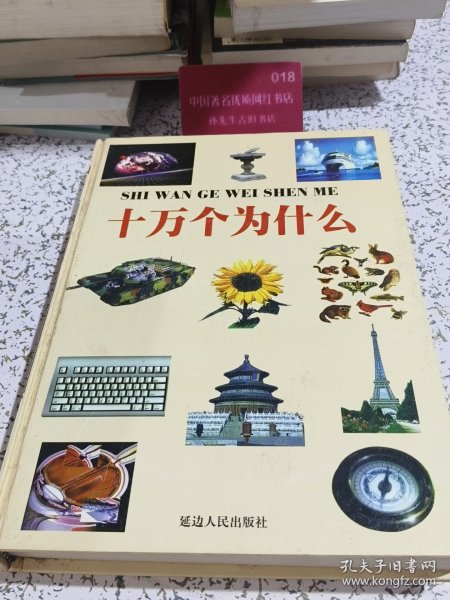 018
中国著名优质网红书店
孙先生古旧书店
SHI WAN GE WEI SHEN ME
十万个为什么
延边人民出版社
孔夫子旧书网
www.kongfz.com